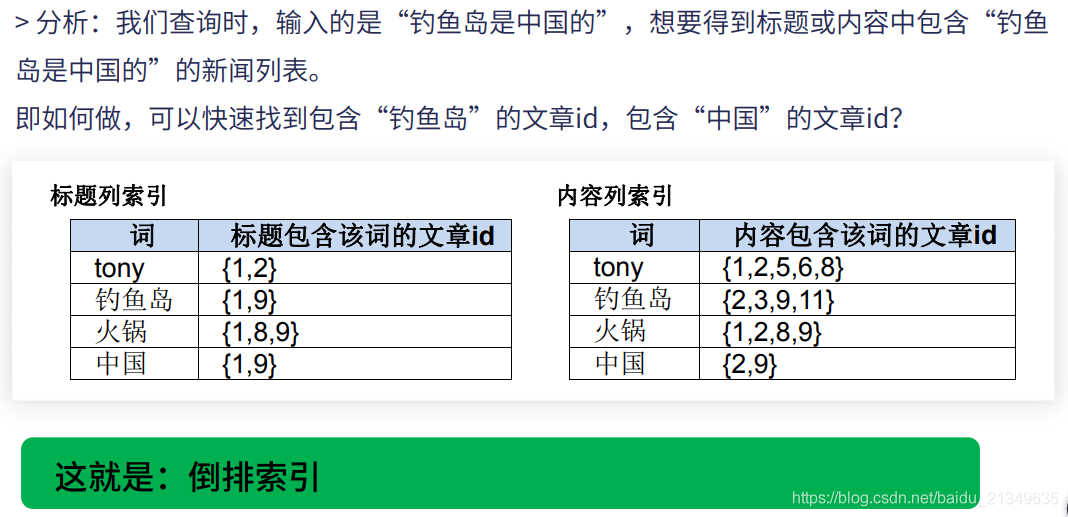 > 分析：我们查询时，输入的是“钓鱼岛是中国的”，想要得到标题或内容中包含“钓鱼
岛是中国的”的新闻列表。
即如何做，可以快速找到包含“钓鱼岛”的文章id，包含“中国”的文章id？
标题列索引
词 标题包含该词的文章id
tony {1,2}
钓鱼岛 {1,9}
火锅 {1,8,9}
中国 {1,9}
内容列索引
词 内容包含该词的文章id
tony {1,2,5,6,8}
钓鱼岛 {2,3,9,11}
火锅 {1,2,8,9}
中国 {2,9}
这就是：倒排索引
https://blog.csdn.net/baidu_21349635